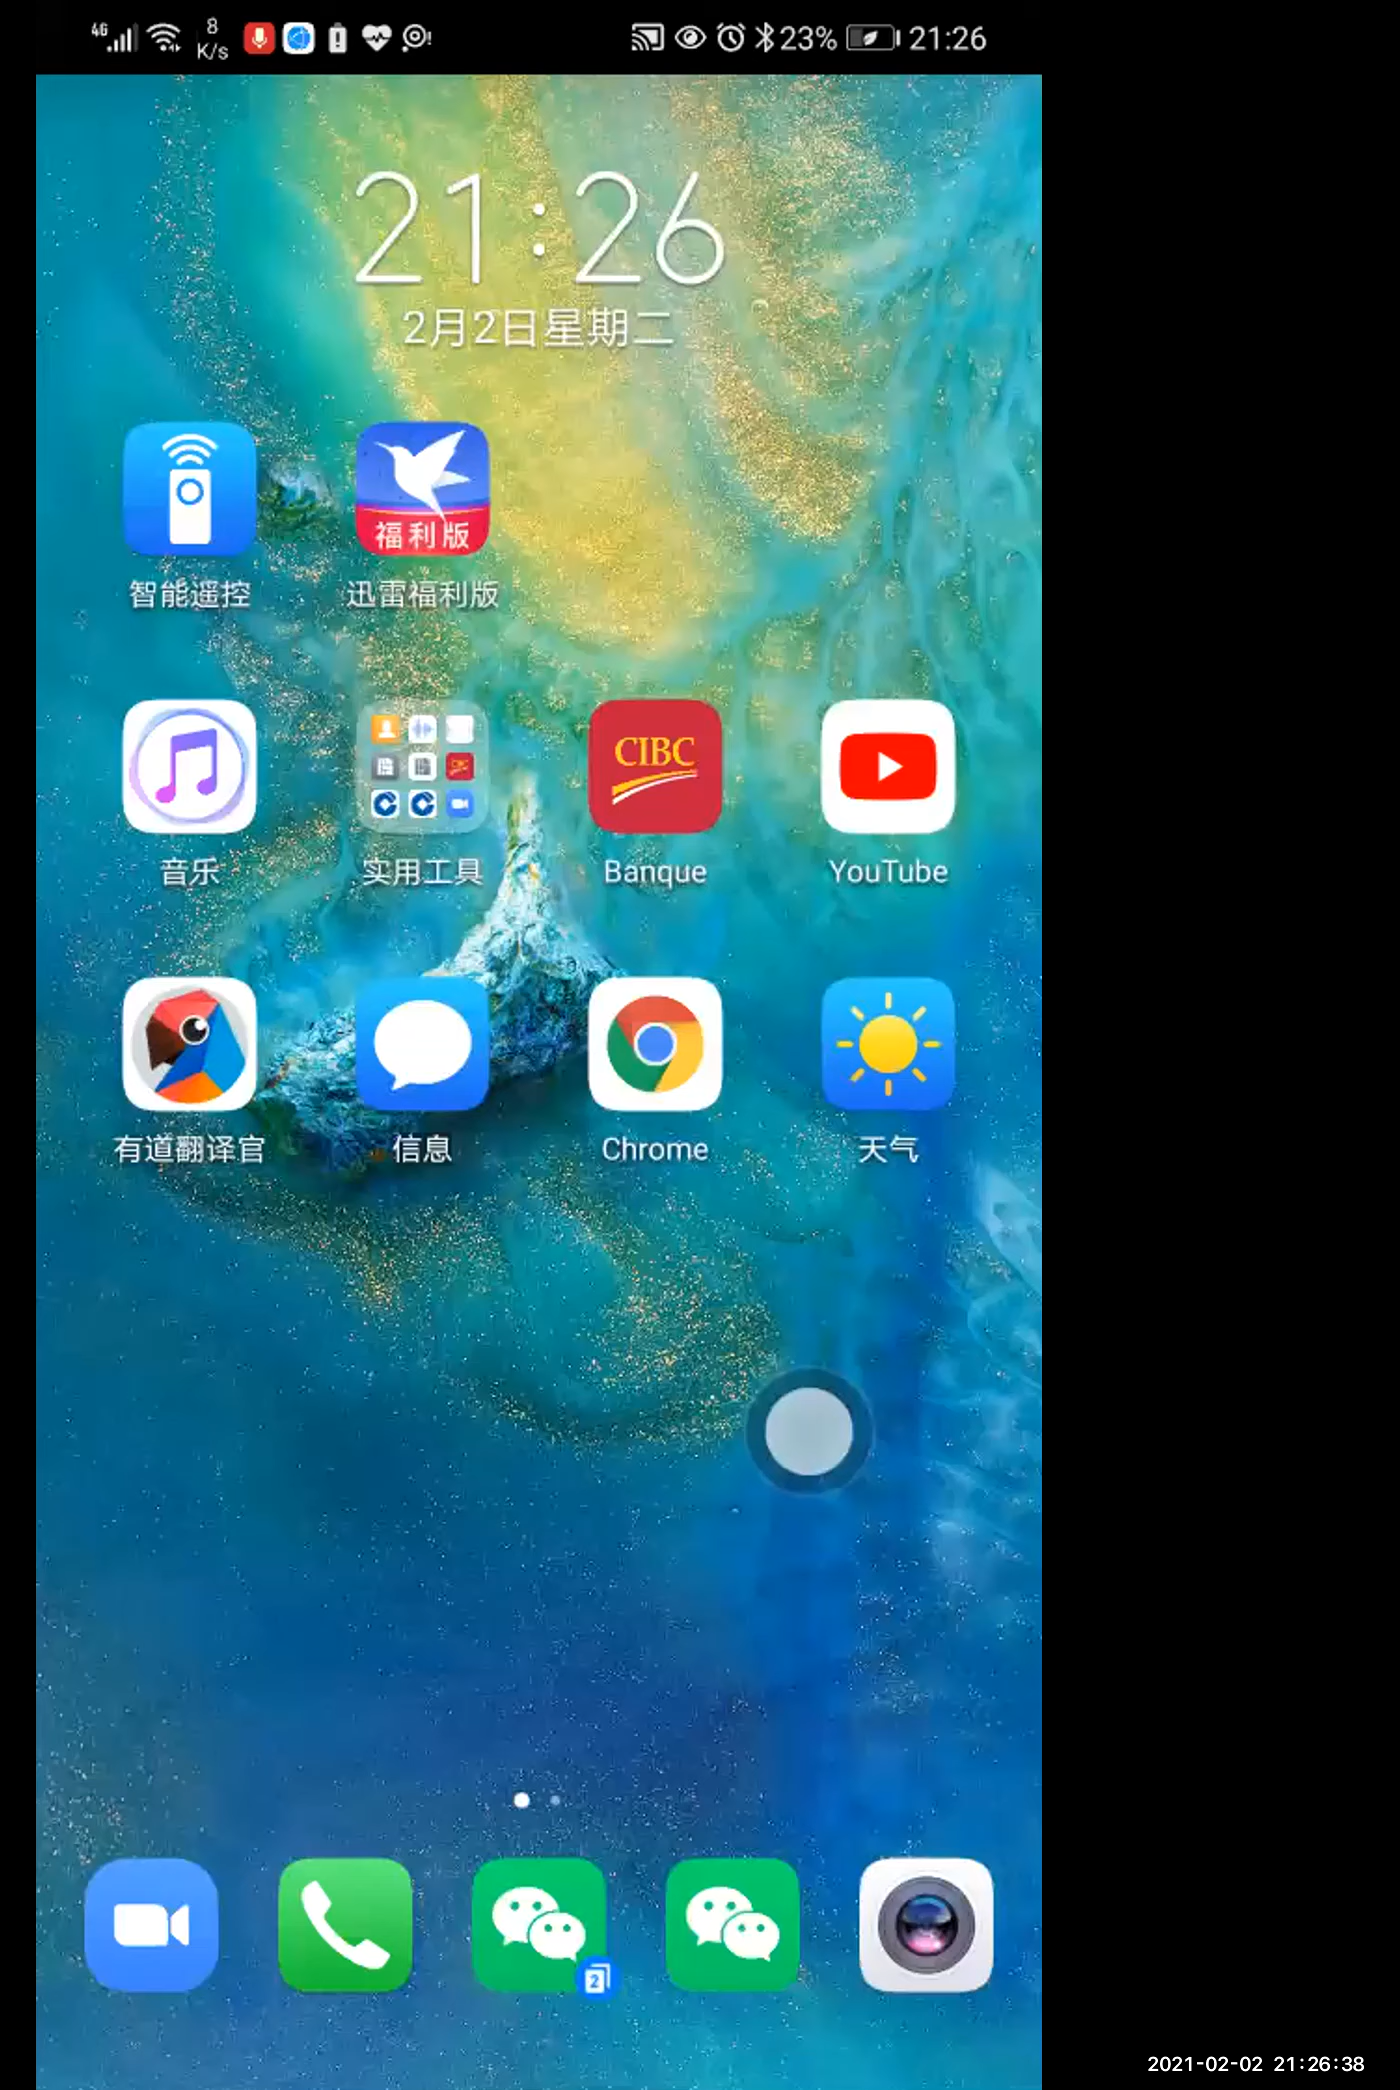 4G 8 K/s 23% 21:26
21:26
2月2日星期二
福利版
智能遥控 迅雷福利版
CIBC
音乐 实用工具 Banque YouTube
有道翻译官 信息 Chrome 天气
2
2021-02-02 21:26:38